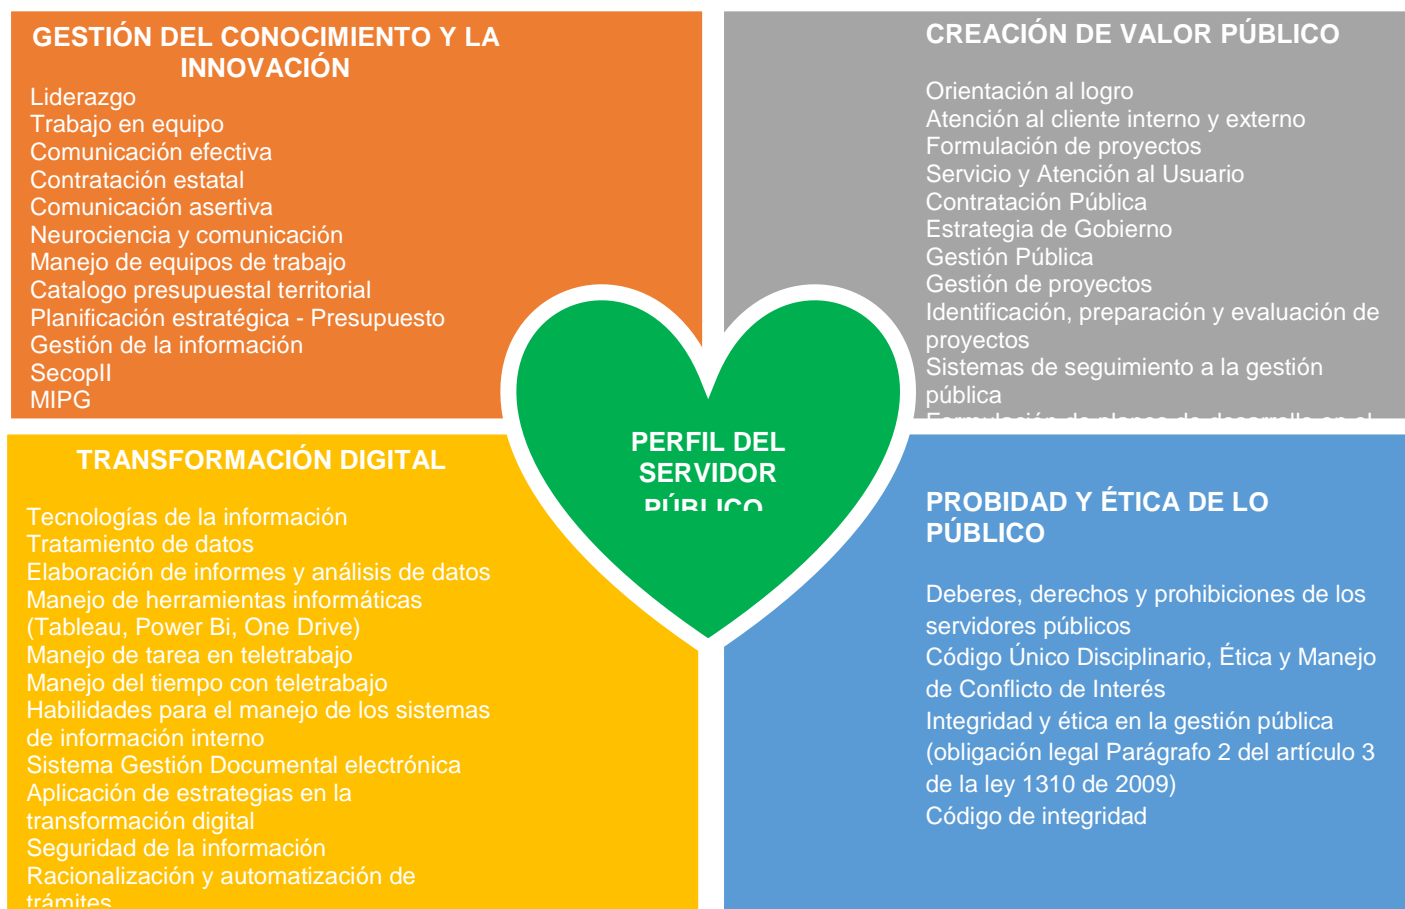 GESTIÓN DEL CONOCIMIENTO Y LA
INNOVACIÓN
Liderazgo
Trabajo en equipo
Comunicación efectiva
Contratación estatal
Comunicación asertiva
Neurociencia y comunicación
Manejo de equipos de trabajo
Catalogo presupuestal territorial
Planificación estratégica - Presupuesto
Gestión de la información
SecopII
MIPG
CREACIÓN DE VALOR PÚBLICO
Orientación al logro
Atención al cliente interno y externo
Formulación de proyectos
Servicio y Atención al Usuario
Contratación Pública
Estrategia de Gobierno
Gestión Pública
Gestión de proyectos
Identificación, preparación y evaluación de
proyectos
Sistemas de seguimiento a la gestión
pública
Formulación de planes de desarrollo en el
PERFIL DEL
SERVIDOR
PÚBLICO
TRANSFORMACIÓN DIGITAL
Tecnologías de la información
Tratamiento de datos
Elaboración de informes y análisis de datos
Manejo de herramientas informáticas
(Tableau, Power Bi, One Drive)
Manejo de tarea en teletrabajo
Manejo del tiempo con teletrabajo
Habilidades para el manejo de los sistemas
de información interno
Sistema Gestión Documental electrónica
Aplicación de estrategias en la
transformación digital
Seguridad de la información
Racionalización y automatización de
trámites
PROBIDAD Y ÉTICA DE LO
PÚBLICO
Deberes, derechos y prohibiciones de los
servidores públicos
Código Único Disciplinario, Ética y Manejo
de Conflicto de Interés
Integridad y ética en la gestión pública
(obligación legal Parágrafo 2 del artículo 3
de la ley 1310 de 2009)
Código de integridad